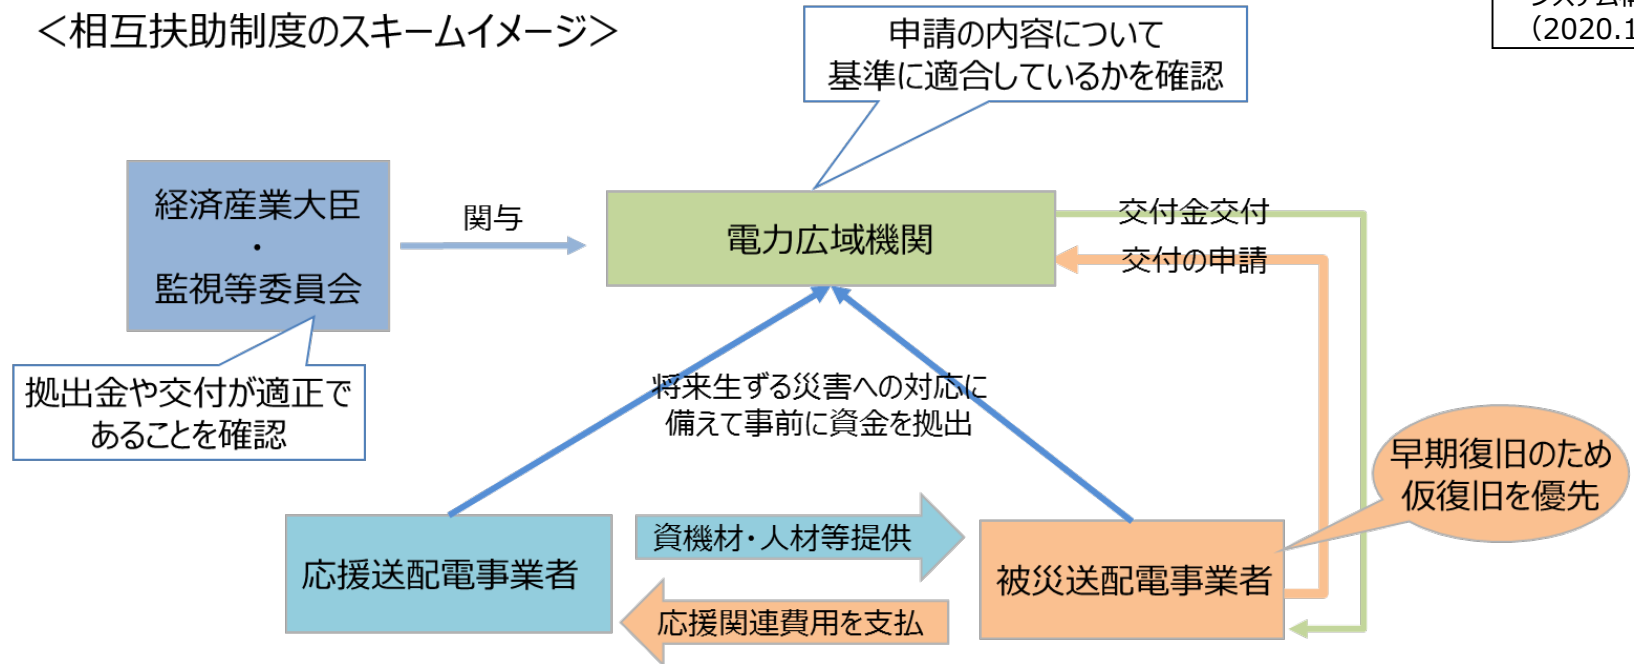 ＜相互扶助制度のスキームイメージ＞
（2020.1
申請の内容について
基準に適合しているかを確認
経済産業大臣
・
監視等委員会
関与
電力広域機関
交付金交付
交付の申請
拠出金や交付が適正で
あることを確認
将来生ずる災害への対応に
備えて事前に資金を拠出
早期復旧のため
仮復旧を優先
応援送配電事業者
資機材・人材等提供
応援関連費用を支払
被災送配電事業者